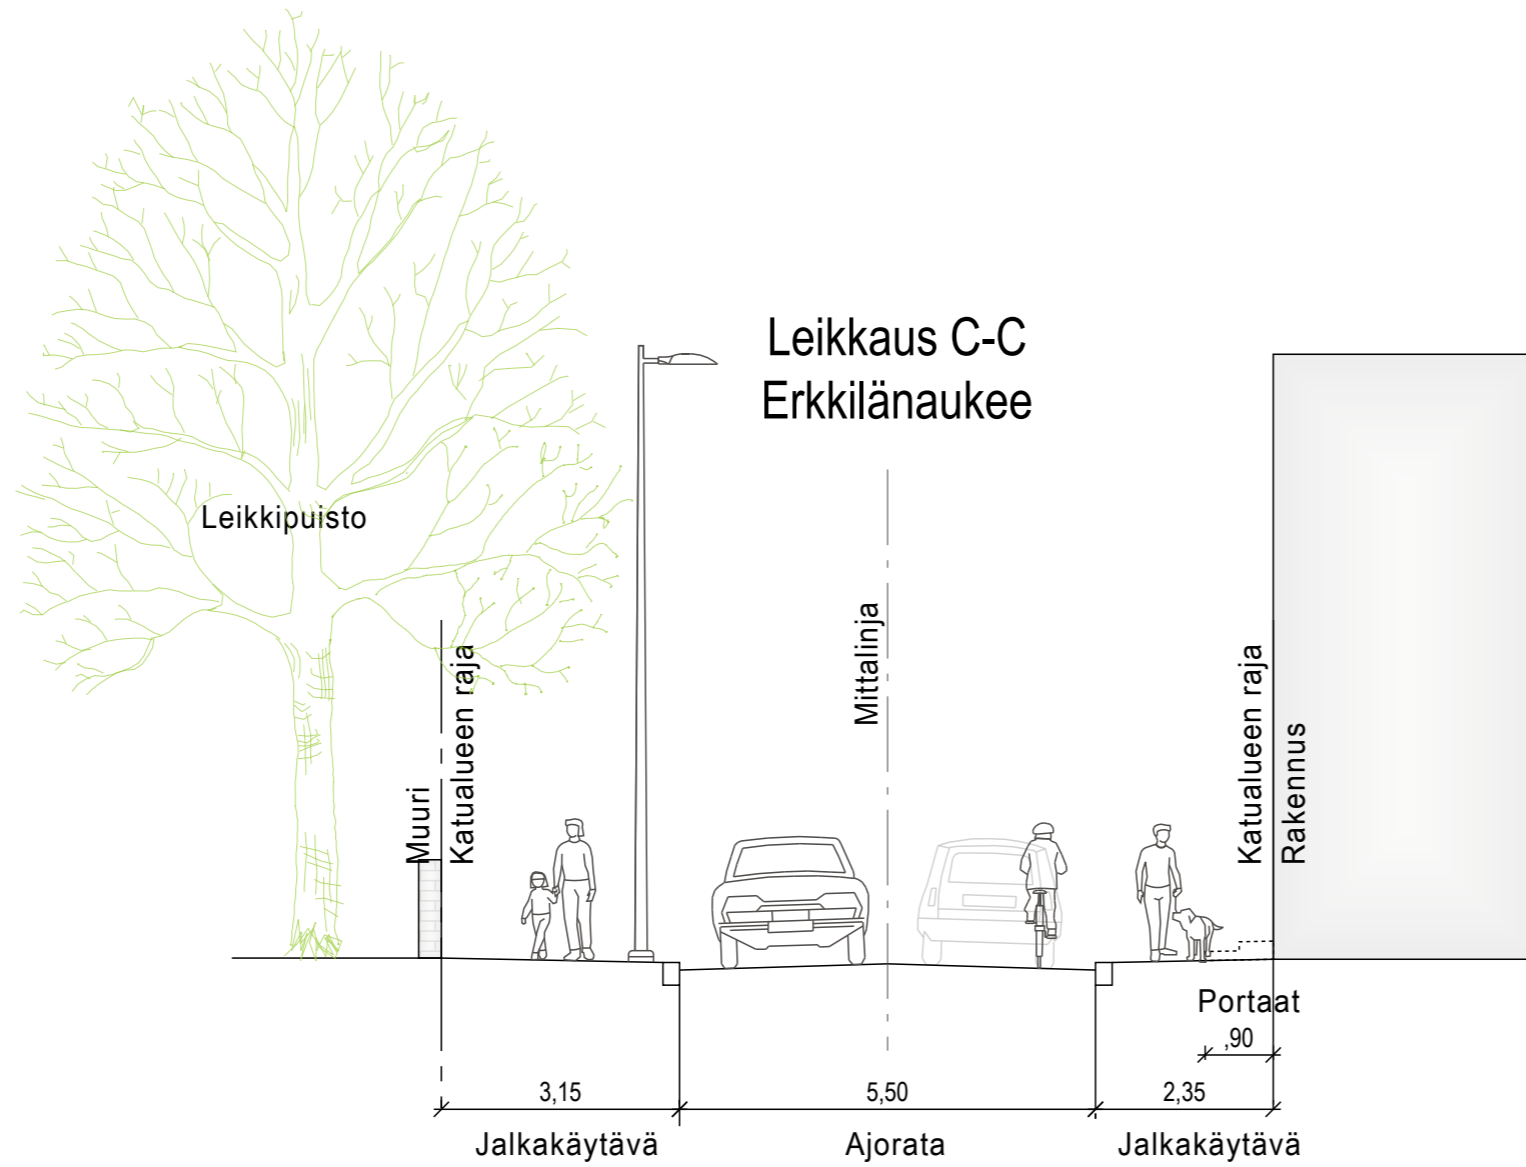 Leikkaus C-C
Erkkilänaukee
Leikkipuisto
Muuri
Katualueen raja
Mittalinja
Katualueen raja
Rakennus
Portaat
,90
3,15
5,50
2,35
Jalkakäytävä
Ajorata
Jalkakäytävä